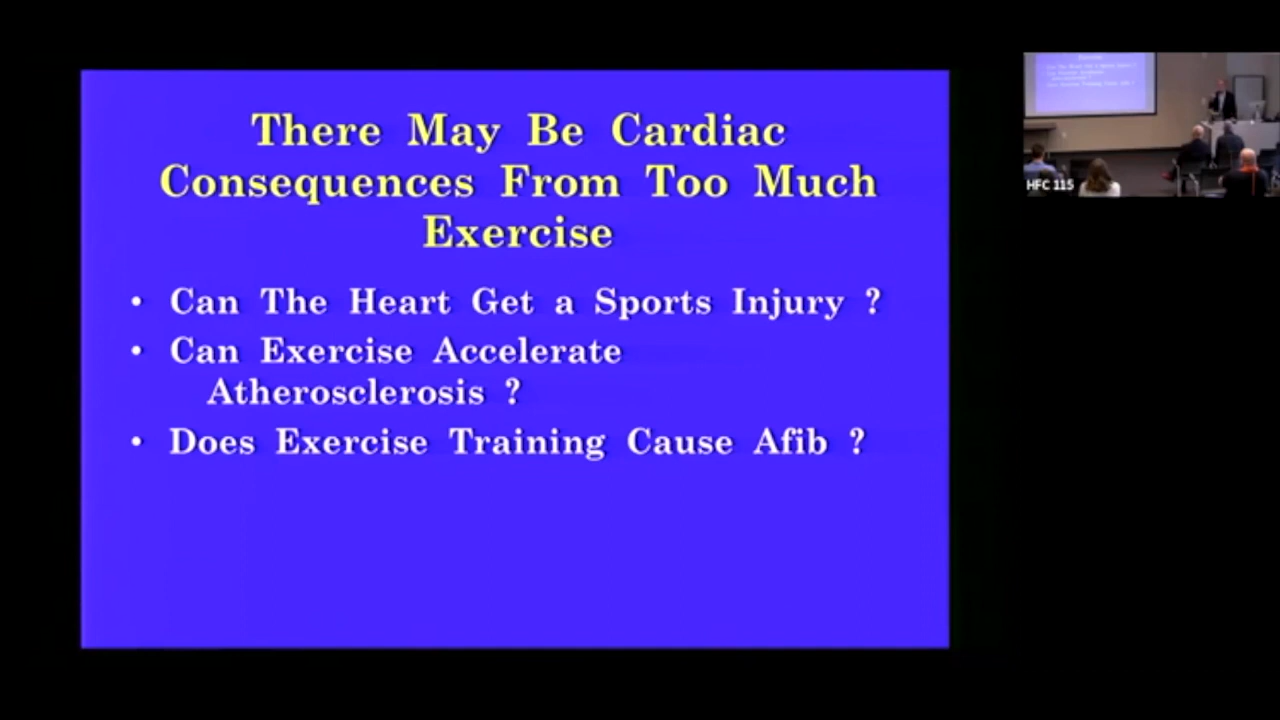 There May Be Cardiac
Consequences From Too Much
Exercise
• Can The Heart Get a Sports Injury ?
• Can Exercise Accelerate
Atherosclerosis ?
• Does Exercise Training Cause Afib ?
HFC 115